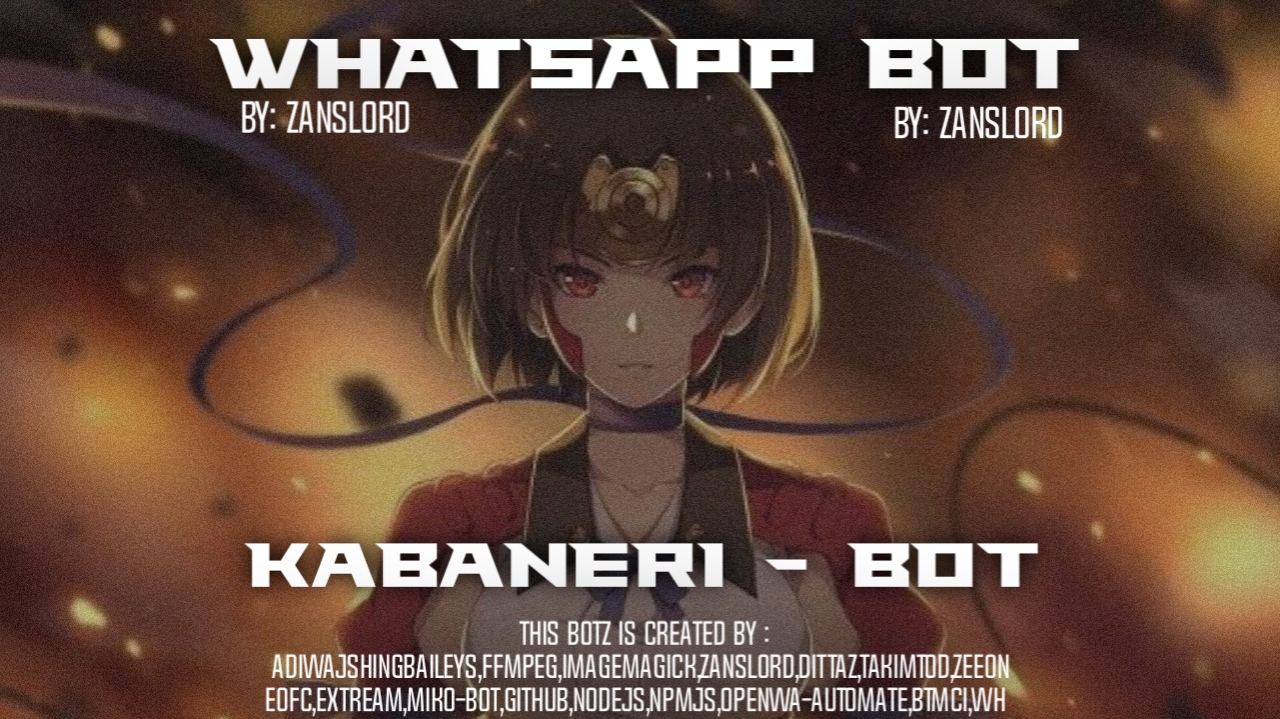 WHATSAPP BOT
BY: ZANSLORD
BY: ZANSLORD
KABANERI - BOT
THIS BOTZ IS CREATED BY :
ADIWAJSHINGBAILEYS,FFMPEG,IMAGEMAGICK,ZANSLORD,DITTAZ,TAKIMTOD,ZEEON
EOFC,EXTREAM,MIKO-BOT,GITHUB,NODEJS,NPMJS,OPENWA-AUTOMATE,BTMCI,WH